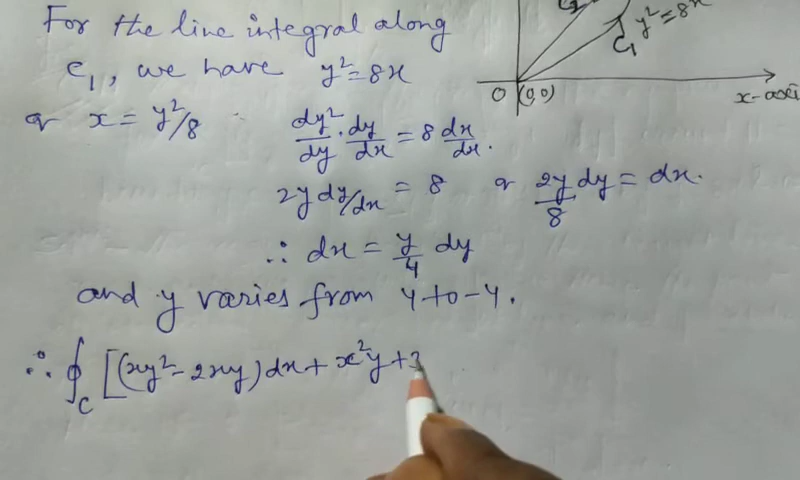 For the line integral along
C₁, we have y² = 8x
C₁ y² = 8x
O (0,0)
x-axi
or x = y²/8
dy²/dy · dy/dx = 8 dx/dx.
2y dy/dx = 8 or 2y/8 dy = dx.
∴ dx = y/4 dy
and y varies from 4 to -4.
∴ ∮_C [(xy² - 2xy)dx + x²y + 3